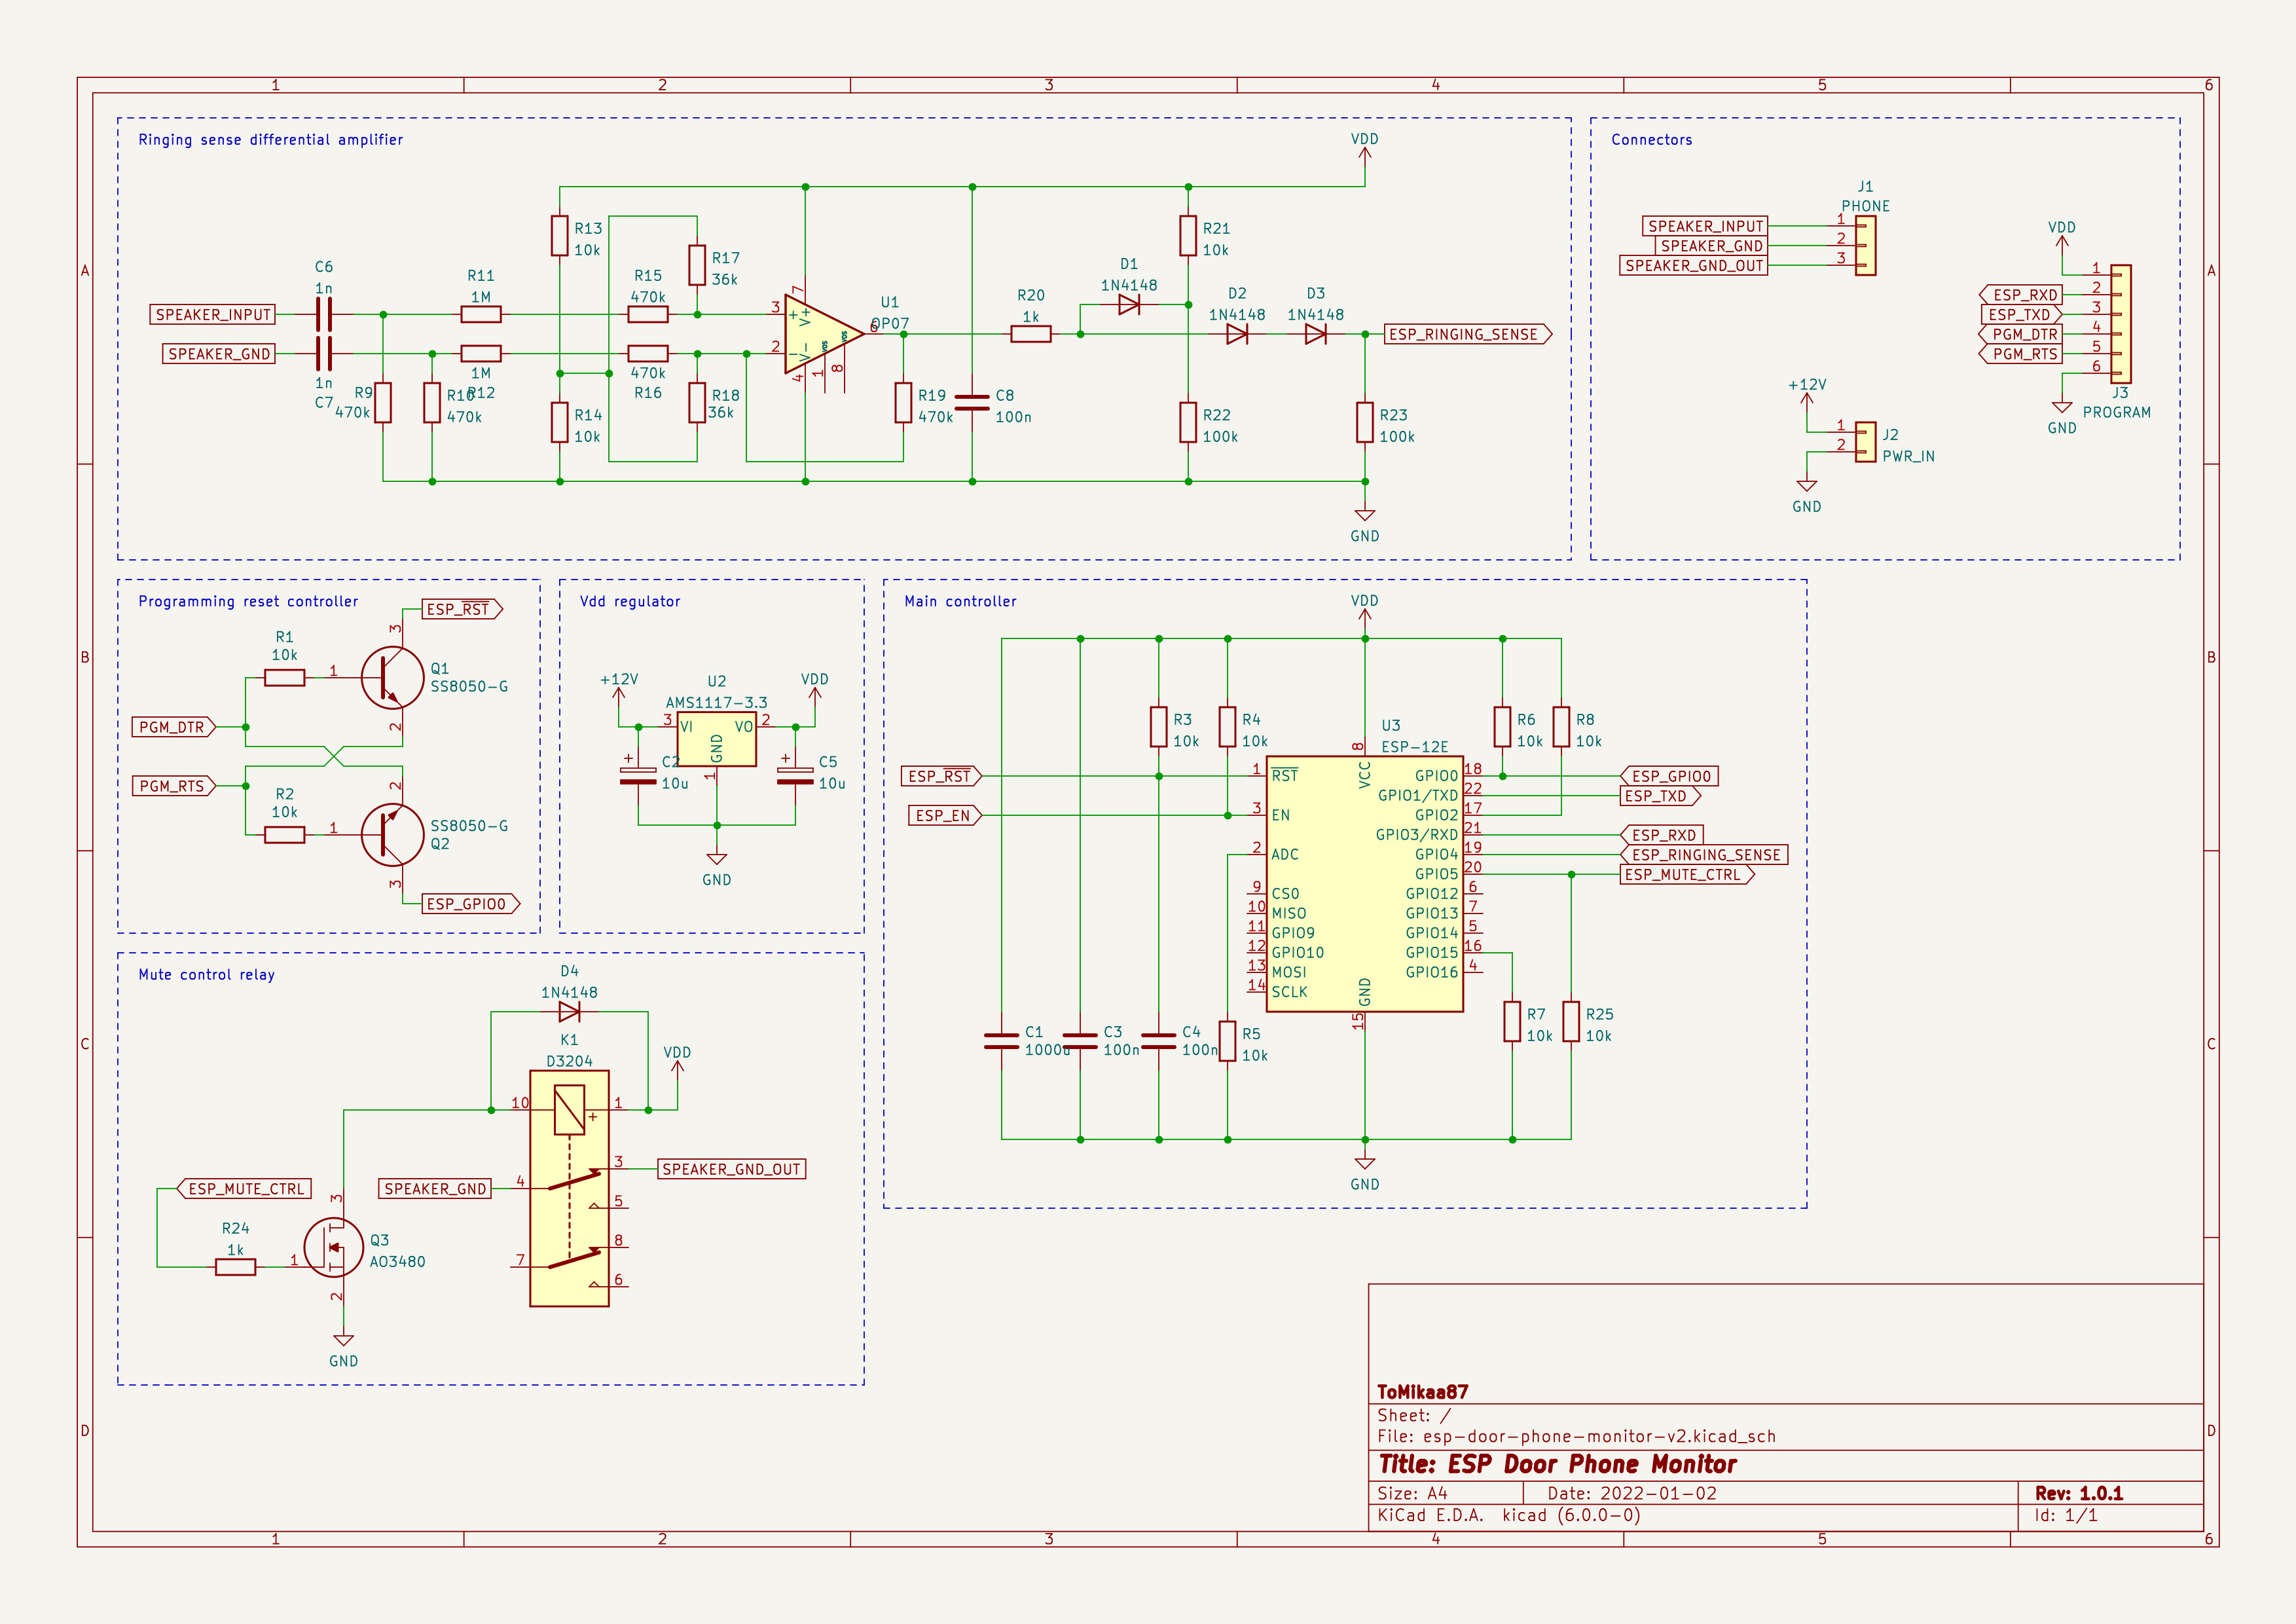 1 2 3 4 5 6
A B C D
Ringing sense differential amplifier
VDD
SPEAKER_INPUT
SPEAKER_GND
C6
1n
1n
C7
R9
470k
R10
470k
R11
1M
1M
R12
R13
10k
R14
10k
R15
470k
470k
R16
R17
36k
R18
36k
3
2
7
4
1
8
6
+
-
V+
V-
VOS
VOS
U1
OP07
R19
470k
C8
100n
R20
1k
D1
1N4148
R21
10k
R22
100k
D2
1N4148
D3
1N4148
ESP_RINGING_SENSE
R23
100k
GND
Connectors
J1
PHONE
SPEAKER_INPUT
SPEAKER_GND
SPEAKER_GND_OUT
1
2
3
VDD
ESP_RXD
ESP_TXD
PGM_DTR
PGM_RTS
1
2
3
4
5
6
J3
PROGRAM
GND
+12V
1
2
J2
PWR_IN
GND
Programming reset controller
ESP_RST
R1
10k
1
3
2
Q1
SS8050-G
PGM_DTR
PGM_RTS
R2
10k
1
2
3
SS8050-G
Q2
ESP_GPIO0
Vdd regulator
+12V
U2
AMS1117-3.3
VDD
3
VI
VO
2
GND
1
+
C2
10u
+
C5
10u
GND
Main controller
VDD
R3
10k
R4
10k
R6
10k
R8
10k
U3
ESP-12E
ESP_RST
ESP_EN
8
VCC
1
RST
3
EN
2
ADC
9
CS0
10
MISO
11
GPIO9
12
GPIO10
13
MOSI
14
SCLK
GPIO0
18
GPIO1/TXD
22
GPIO2
17
GPIO3/RXD
21
GPIO4
19
GPIO5
20
GPIO12
6
GPIO13
7
GPIO14
5
GPIO15
16
GPIO16
4
GND
15
ESP_GPIO0
ESP_TXD
ESP_RXD
ESP_RINGING_SENSE
ESP_MUTE_CTRL
C1
1000u
C3
100n
C4
100n
R5
10k
R7
10k
R25
10k
GND
Mute control relay
D4
1N4148
K1
D3204
VDD
10
1
+
3
4
5
8
7
6
SPEAKER_GND_OUT
SPEAKER_GND
ESP_MUTE_CTRL
R24
1k
1
3
2
Q3
AO3480
GND
ToMikaa87
Sheet: /
File: esp-door-phone-monitor-v2.kicad_sch
Title: ESP Door Phone Monitor
Size: A4
Date: 2022-01-02
Rev: 1.0.1
KiCad E.D.A.  kicad (6.0.0-0)
Id: 1/1
A B C D
1 2 3 4 5 6